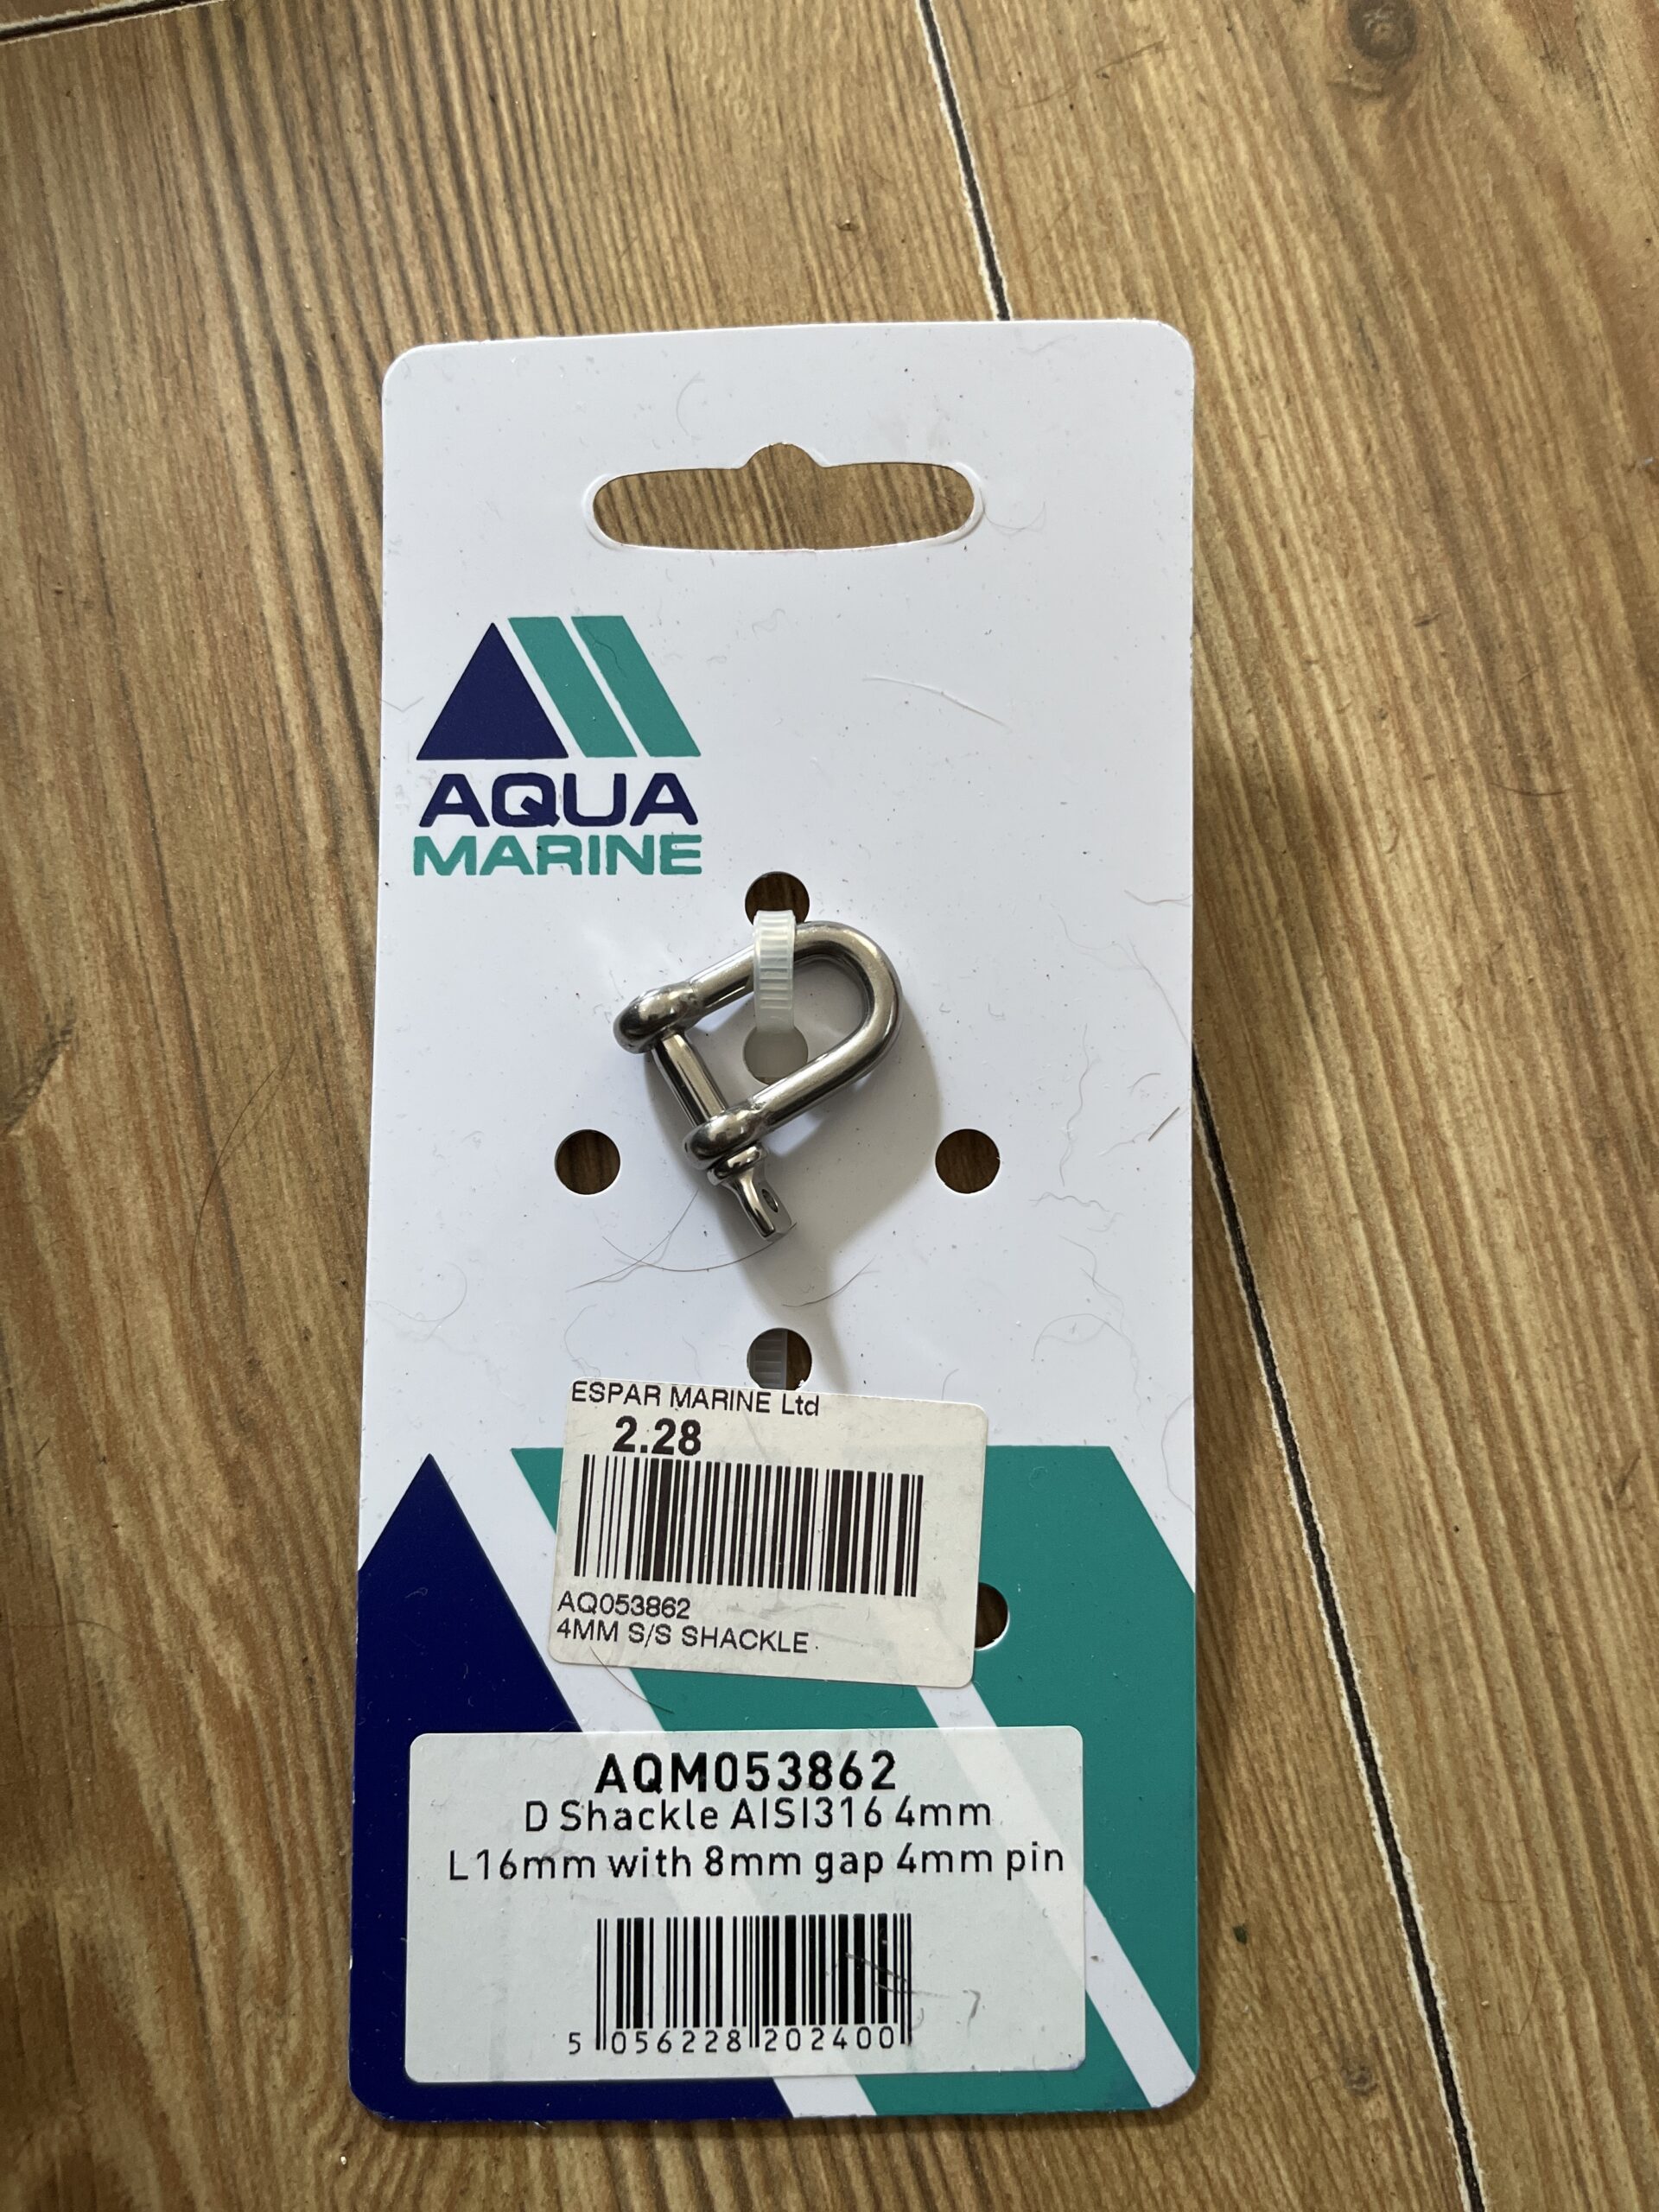 AQUA
MARINE
ESPAR MARINE Ltd
2.28
AQ053862
4MM S/S SHACKLE
AQM053862
D Shackle AISI316 4mm
L16mm with 8mm gap 4mm pin
5 056228 202400